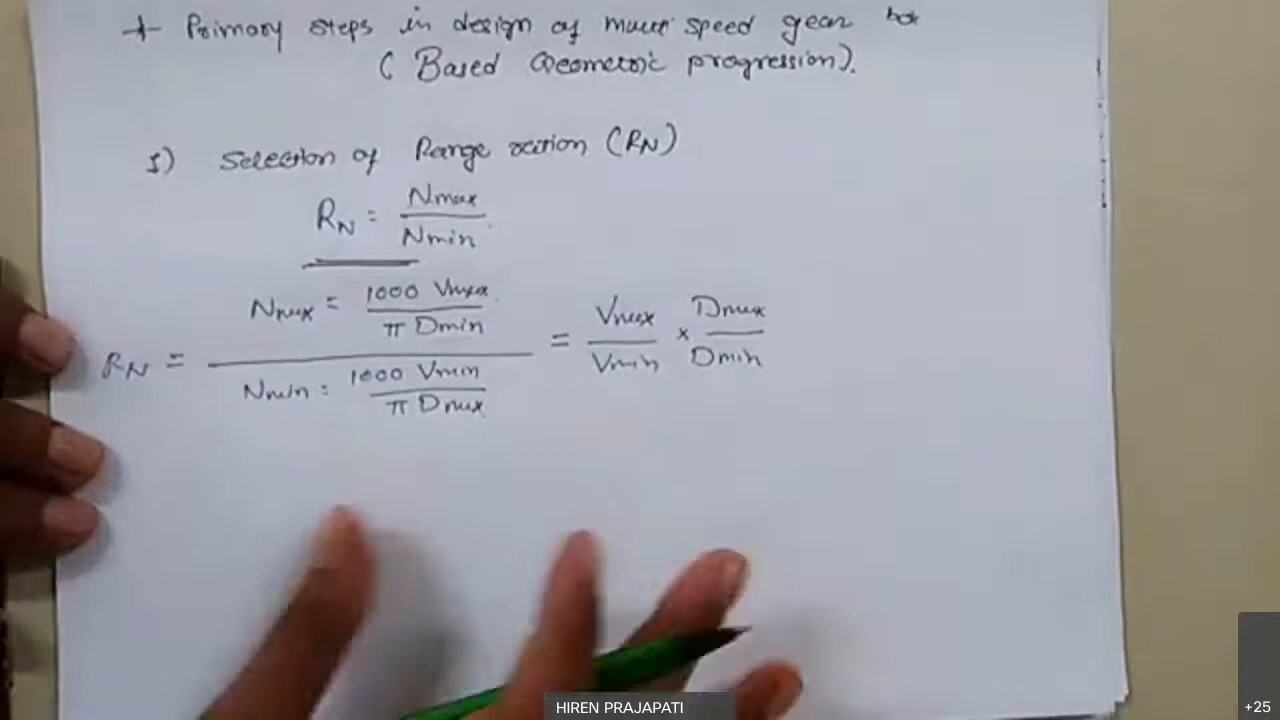 * Primary steps in design of multi speed gear box
( Based Geometric progression).
1) Selection of Range ration (RN)
RN = Nmax / Nmin
Nmax = 1000 Vmax / π Dmin
RN = = Vmax / Vmin × Dmax / Dmin
Nmin = 1000 Vmin / π Dmax
HIREN PRAJAPATI
+25